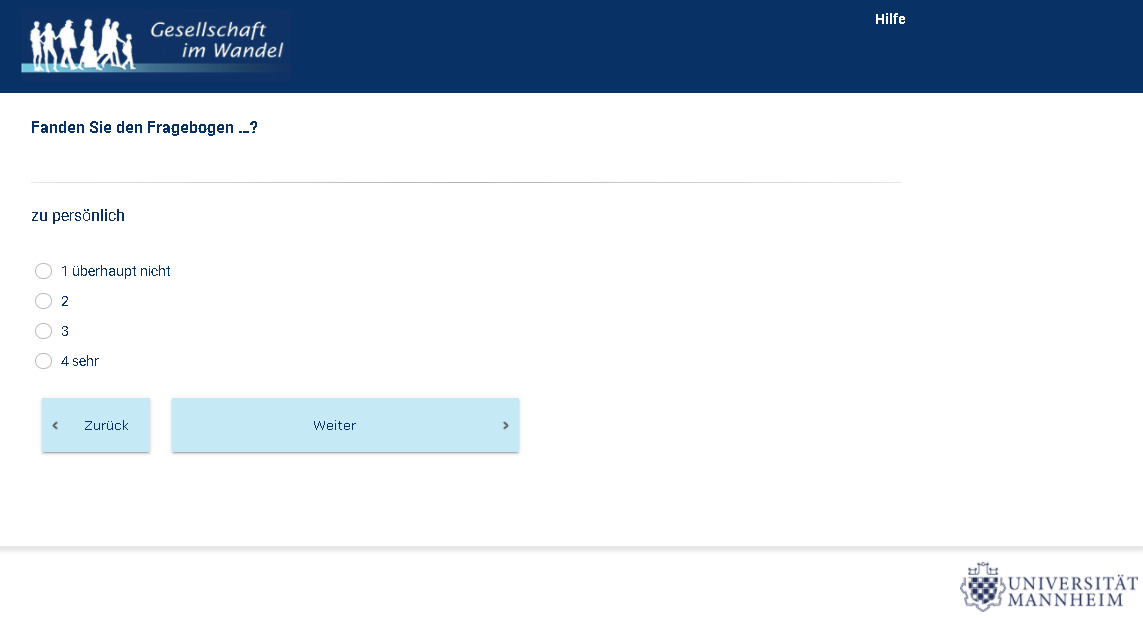 Gesellschaft
im Wandel
Hilfe
Fanden Sie den Fragebogen ...?
zu persönlich
1 überhaupt nicht
2
3
4 sehr
Zurück
Weiter
UNIVERSITÄT
MANNHEIM